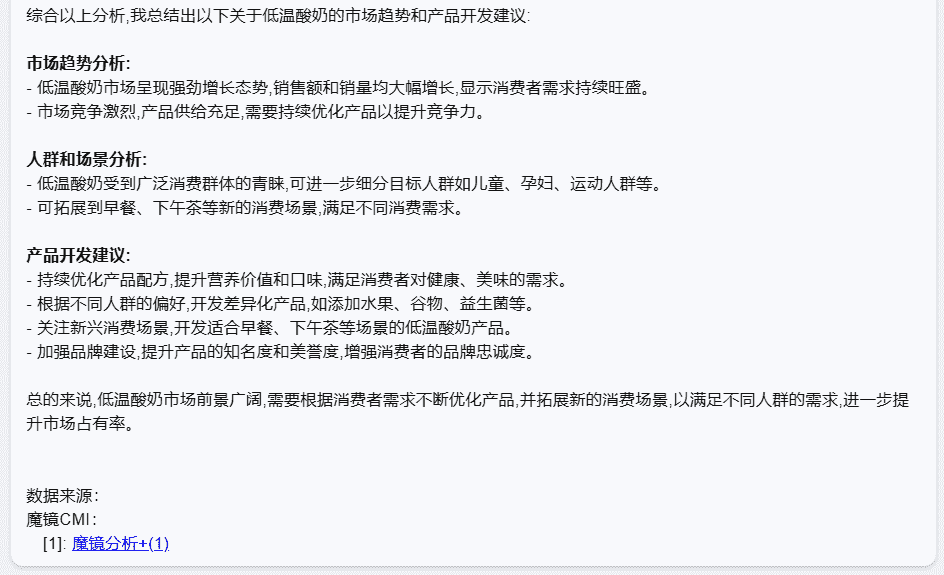 综合以上分析,我总结出以下关于低温酸奶的市场趋势和产品开发建议:
市场趋势分析:
- 低温酸奶市场呈现强劲增长态势,销售额和销量均大幅增长,显示消费者需求持续旺盛。
- 市场竞争激烈,产品供给充足,需要持续优化产品以提升竞争力。
人群和场景分析:
- 低温酸奶受到广泛消费群体的青睐,可进一步细分目标人群如儿童、孕妇、运动人群等。
- 可拓展到早餐、下午茶等新的消费场景,满足不同消费需求。
产品开发建议:
- 持续优化产品配方,提升营养价值和口味,满足消费者对健康、美味的需求。
- 根据不同人群的偏好,开发差异化产品,如添加水果、谷物、益生菌等。
- 关注新兴消费场景,开发适合早餐、下午茶等场景的低温酸奶产品。
- 加强品牌建设,提升产品的知名度和美誉度,增强消费者的品牌忠诚度。
总的来说,低温酸奶市场前景广阔,需要根据消费者需求不断优化产品,并拓展新的消费场景,以满足不同人群的需求,进一步提
升市场占有率。
数据来源:
魔镜CMI:
[1]: 魔镜分析+(1)